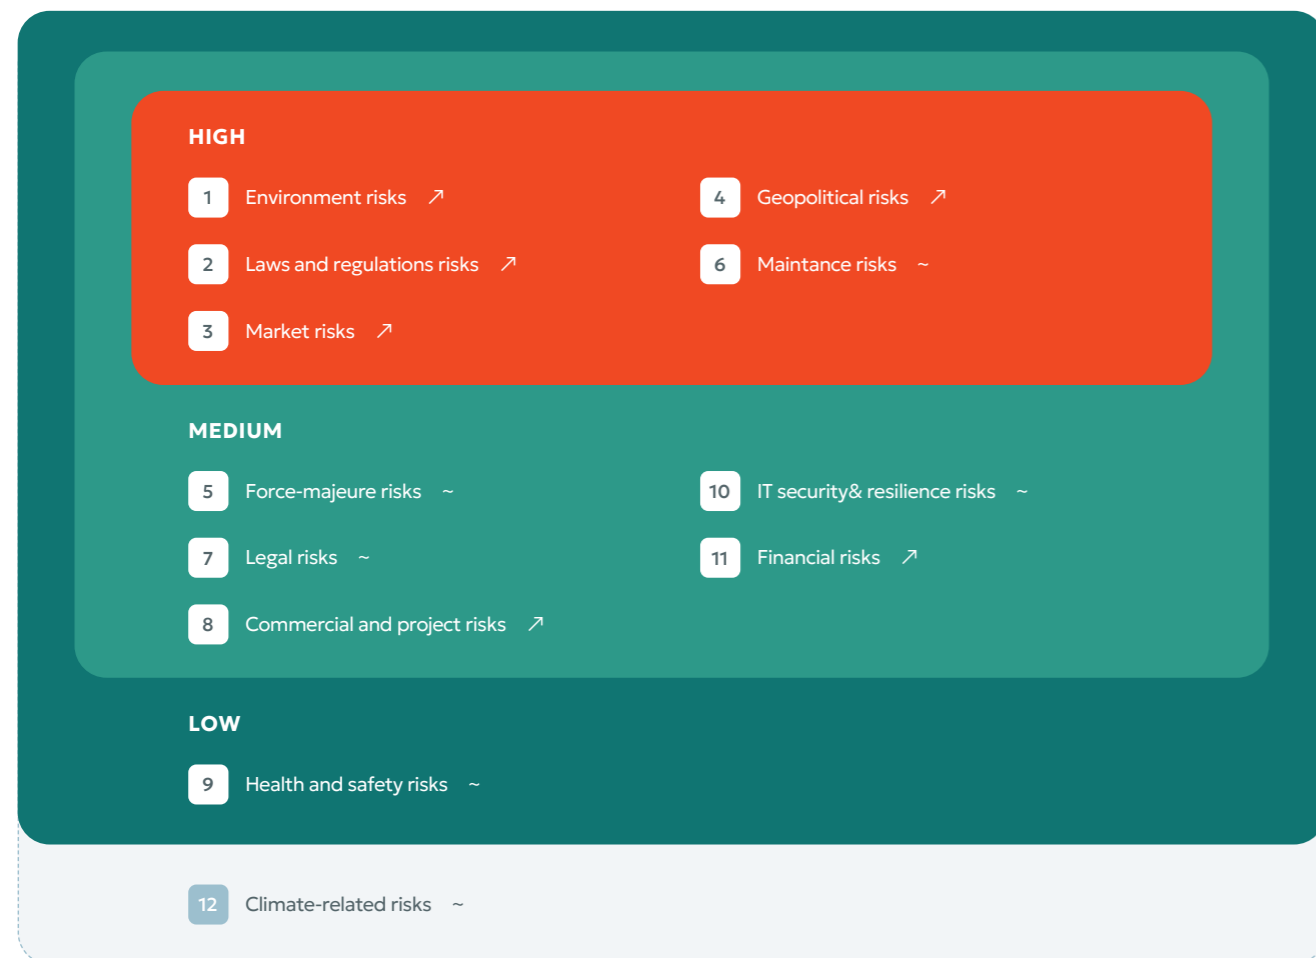 HIGH
1 Environment risks ↗
2 Laws and regulations risks ↗
3 Market risks ↗
4 Geopolitical risks ↗
6 Maintance risks ~
MEDIUM
5 Force-majeure risks ~
7 Legal risks ~
8 Commercial and project risks ↗
10 IT security& resilience risks ~
11 Financial risks ↗
LOW
9 Health and safety risks ~
12 Climate-related risks ~